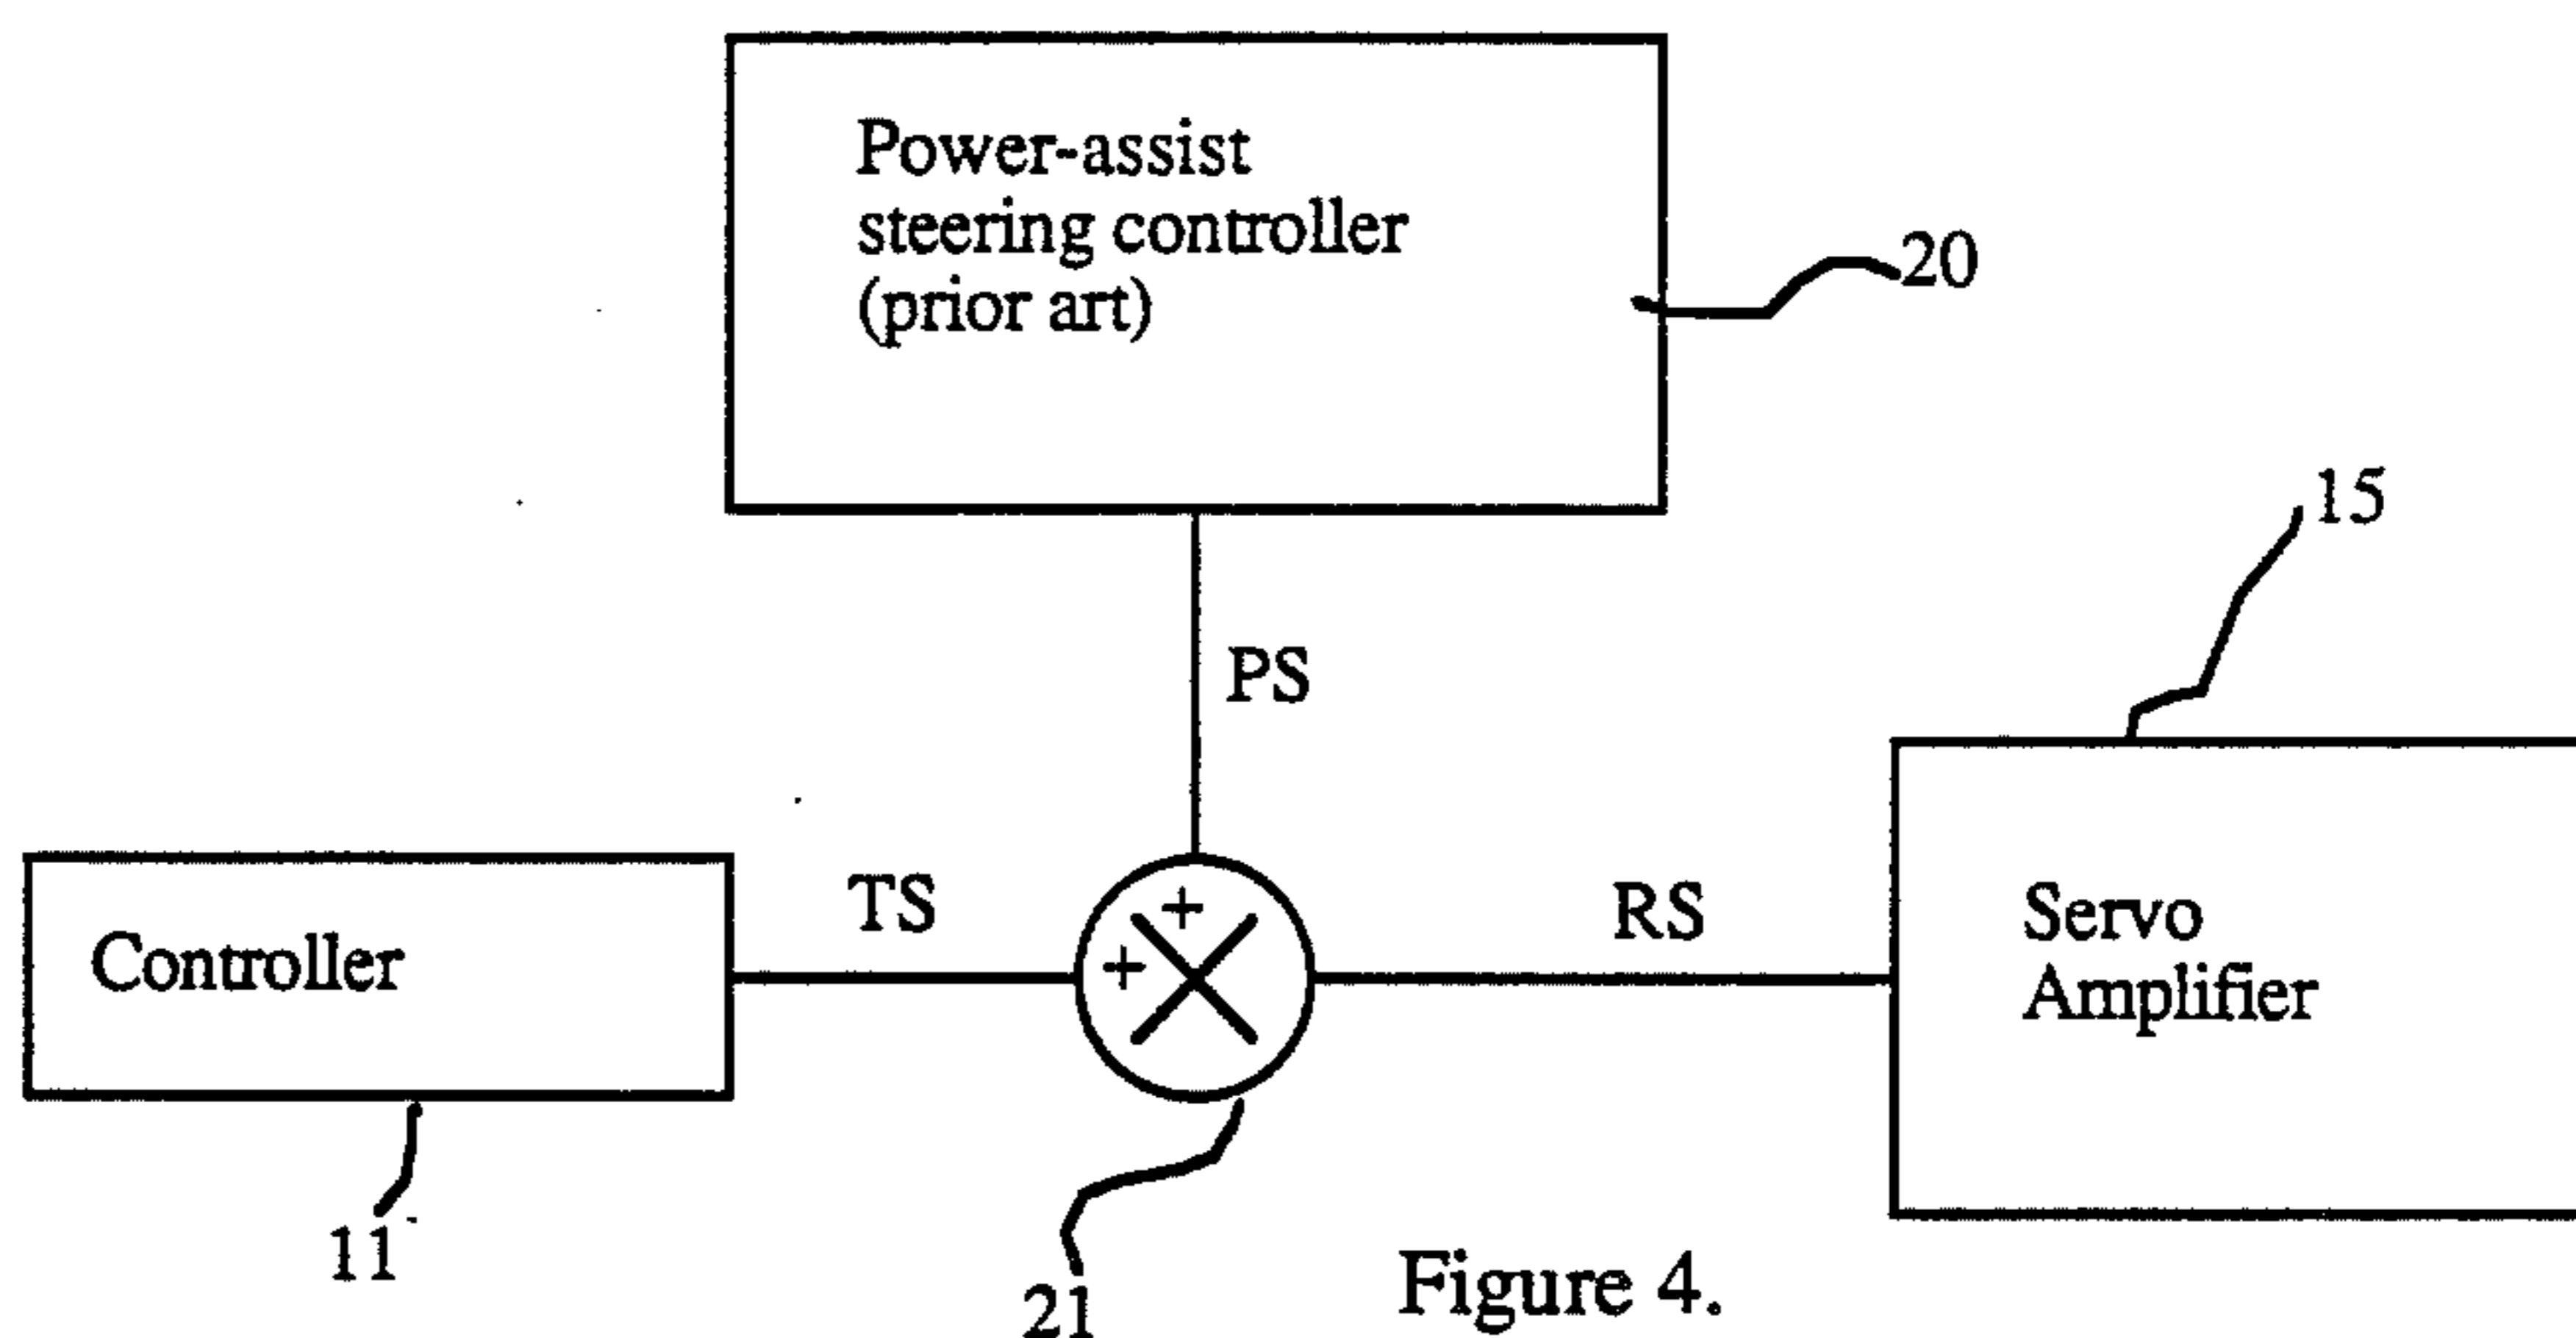 Power-assist
steering controller
(prior art)
20
15
PS
TS
RS
+
+
Controller
Servo
Amplifier
11
21
Figure 4.